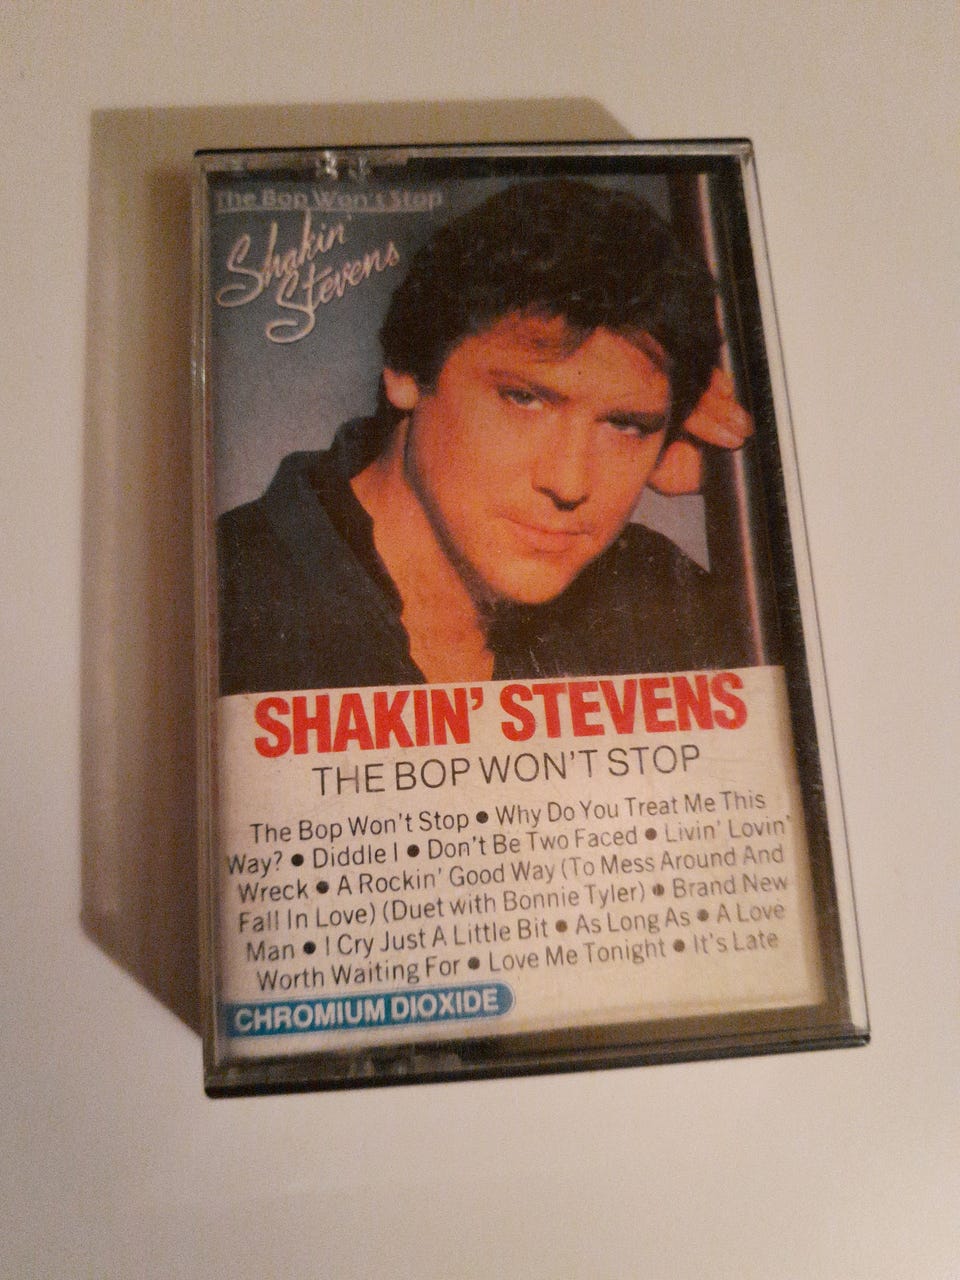 The Bop Won't Stop
Shakin'
Stevens
SHAKIN' STEVENS
THE BOP WON'T STOP
The Bop Won't Stop ● Why Do You Treat Me This
Way? ● Diddle I ● Don't Be Two Faced ● Livin' Lovin'
Wreck ● A Rockin' Good Way (To Mess Around And
Fall In Love) (Duet with Bonnie Tyler) ● Brand New
Man ● I Cry Just A Little Bit ● As Long As ● A Love
Worth Waiting For ● Love Me Tonight ● It's Late
CHROMIUM DIOXIDE